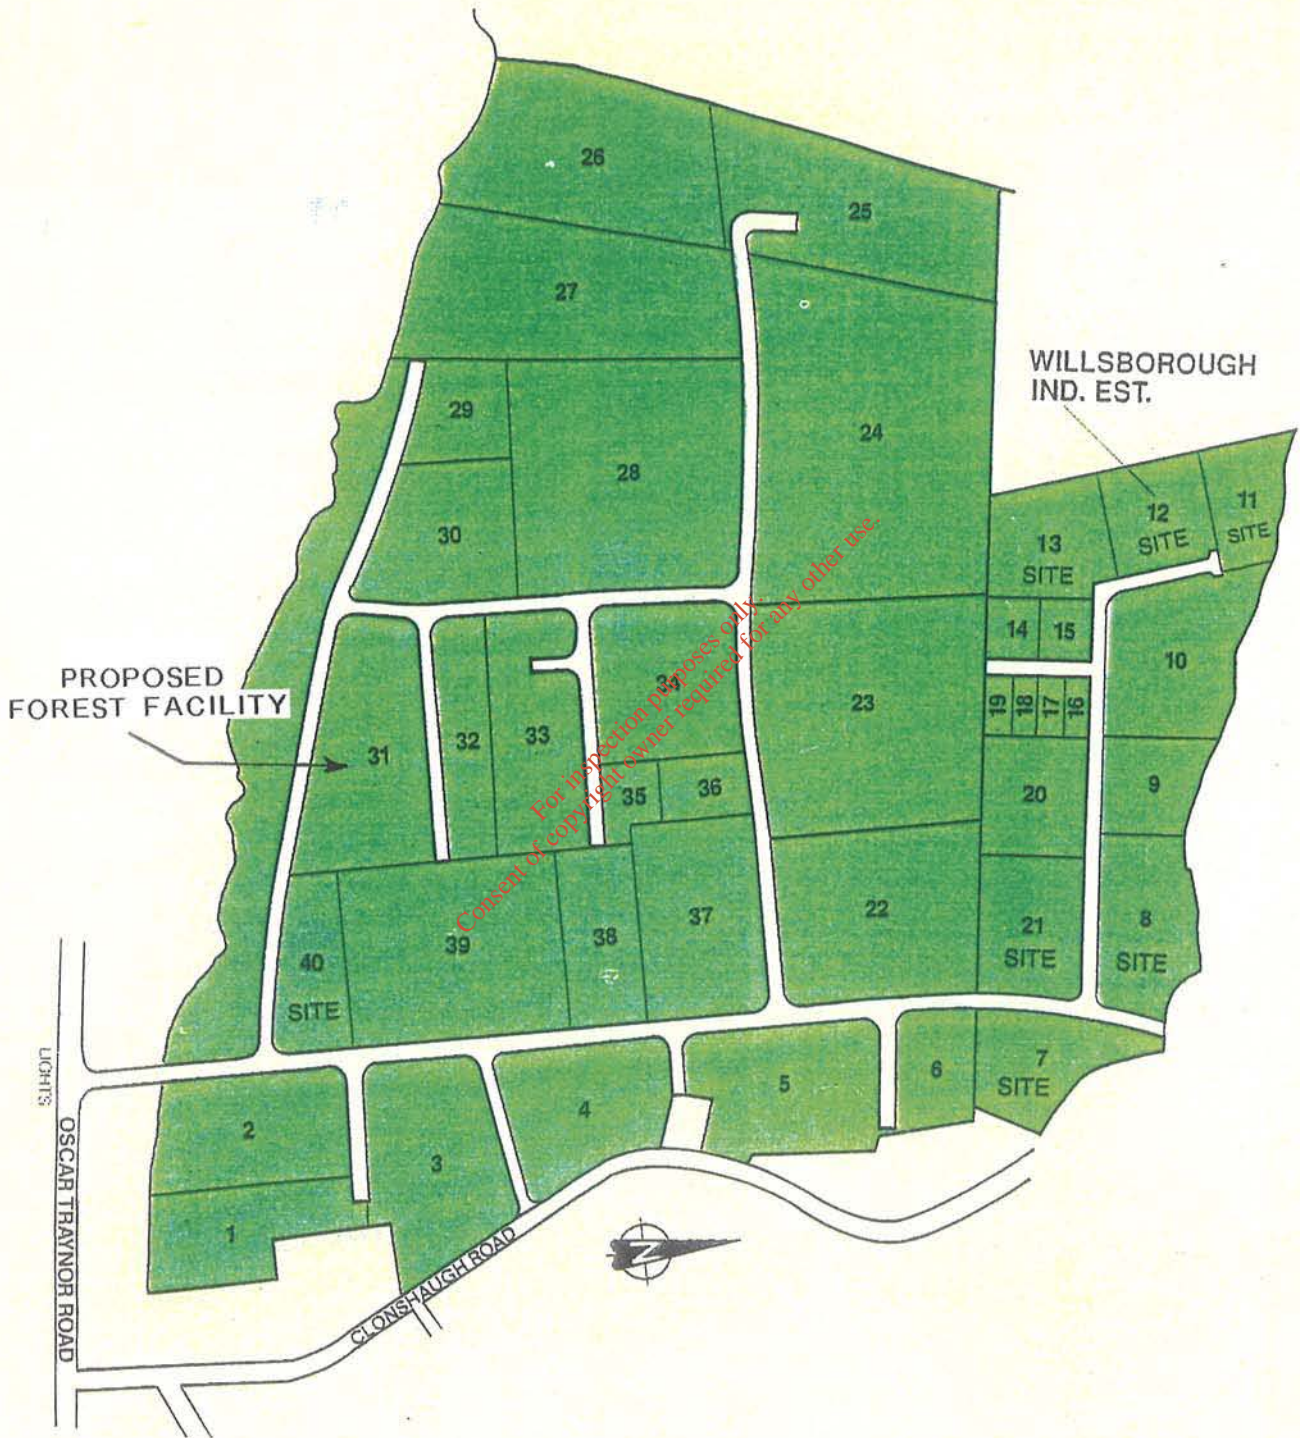 26
25
27
WILLSBOROUGH
IND. EST.
29
24
28
12
SITE
11
SITE
30
13
SITE
14
15
10
PROPOSED
FOREST FACILITY
34
19
18
17
16
23
31
32
33
35
36
20
9
For inspection purposes only.
Consent of copyright owner required for any other use.
37
22
38
39
21
SITE
8
SITE
40
SITE
LIGHTS
7
SITE
6
5
4
2
3
1
OSCAR TRAYNOR ROAD
CLONSHAUGH ROAD
N